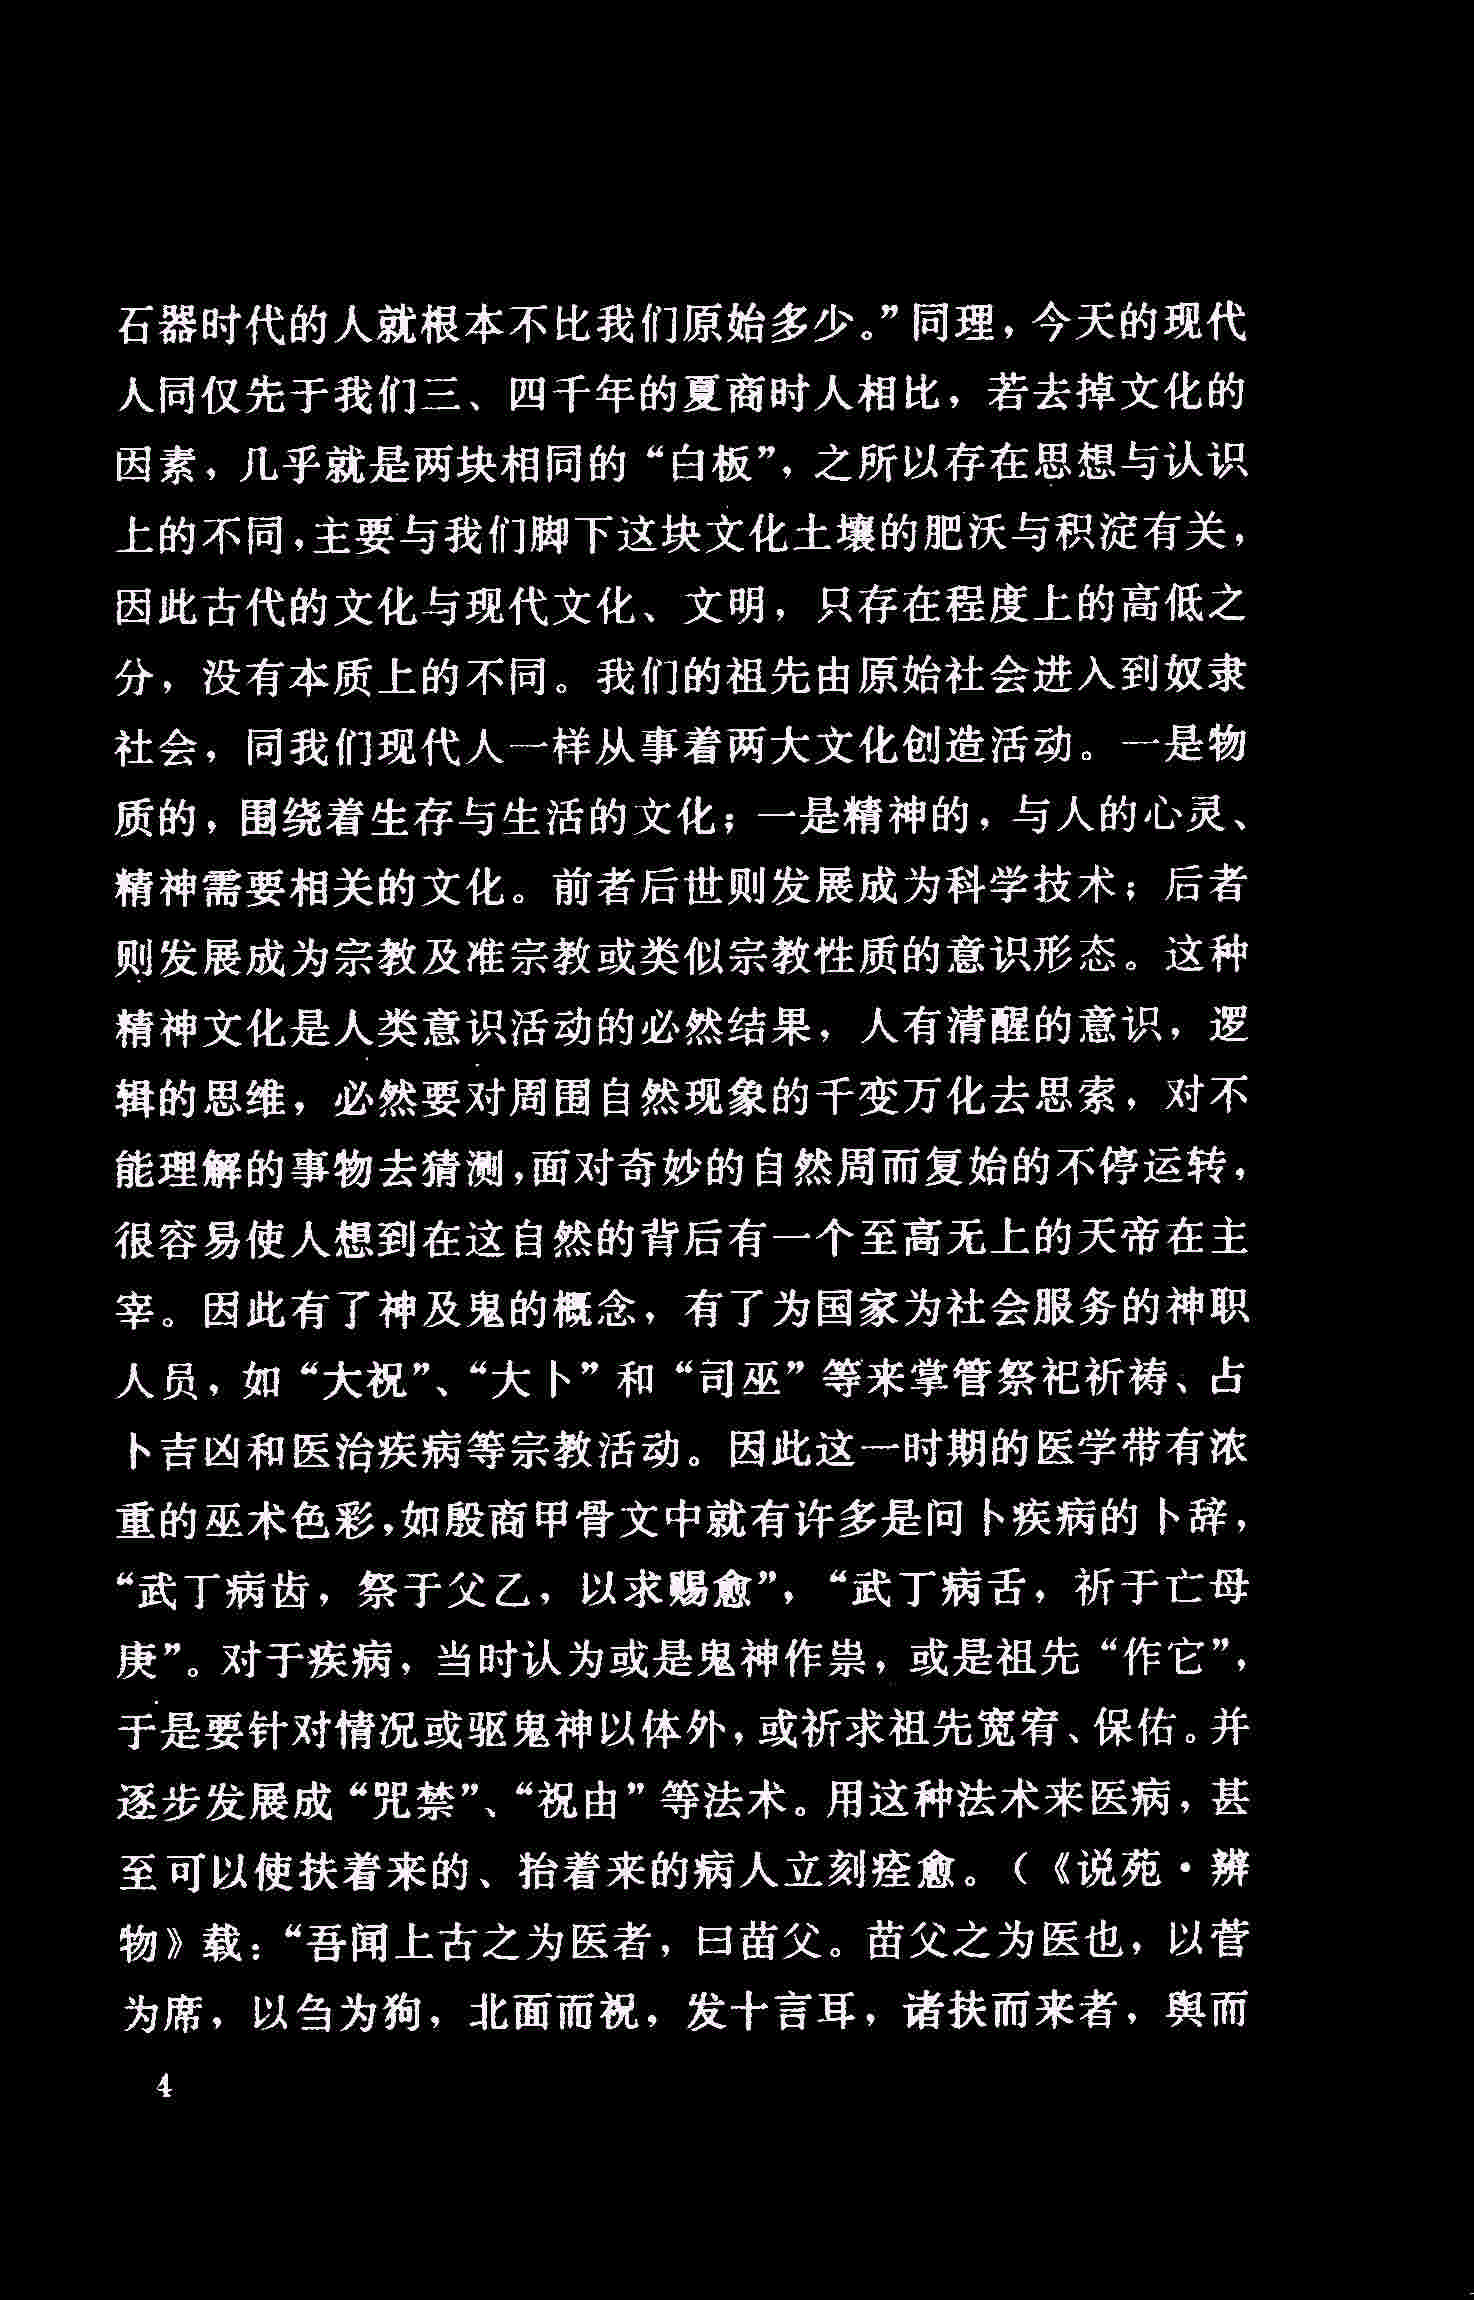 石器时代的人就根本不比我们原始多少。”同理，今天的现代
人同仅先于我们三、四千年的夏商时人相比，若去掉文化的
因素，几乎就是两块相同的“白板”，之所以存在思想与认识
上的不同，主要与我们脚下这块文化土壤的肥沃与积淀有关，
因此古代的文化与现代文化、文明，只存在程度上的高低之
分，没有本质上的不同。我们的祖先由原始社会进入到奴隶
社会，同我们现代人一样从事着两大文化创造活动。一是物
质的，围绕着生存与生活的文化；一是精神的，与人的心灵、
精神需要相关的文化。前者后世则发展成为科学技术；后者
则发展成为宗教及准宗教或类似宗教性质的意识形态。这种
精神文化是人类意识活动的必然结果，人有清醒的意识，逻
辑的思维，必然要对周围自然现象的千变万化去思索，对不
能理解的事物去猜测，面对奇妙的自然周而复始的不停运转，
很容易使人想到在这自然的背后有一个至高无上的天帝在主
宰。因此有了神及鬼的概念，有了为国家为社会服务的神职
人员，如“大祝”、“大卜”和“司巫”等来掌管祭祀祈祷、占
卜吉凶和医治疾病等宗教活动。因此这一时期的医学带有浓
重的巫术色彩，如殷商甲骨文中就有许多是问卜疾病的卜辞，
“武丁病齿，祭于父乙，以求赐愈”，“武丁病舌，祈于亡母
庚”。对于疾病，当时认为或是鬼神作祟，或是祖先“作它”，
于是要针对情况或驱鬼神以体外，或祈求祖先宽宥、保佑。并
逐步发展成“咒禁”、“祝由”等法术。用这种法术来医病，甚
至可以使扶着来的、抬着来的病人立刻痊愈。（《说苑·辨
物》载：“吾闻上古之为医者，曰苗父。苗父之为医也，以菅
为席，以刍为狗，北面而祝，发十言耳，诸扶而来者，舆而
4